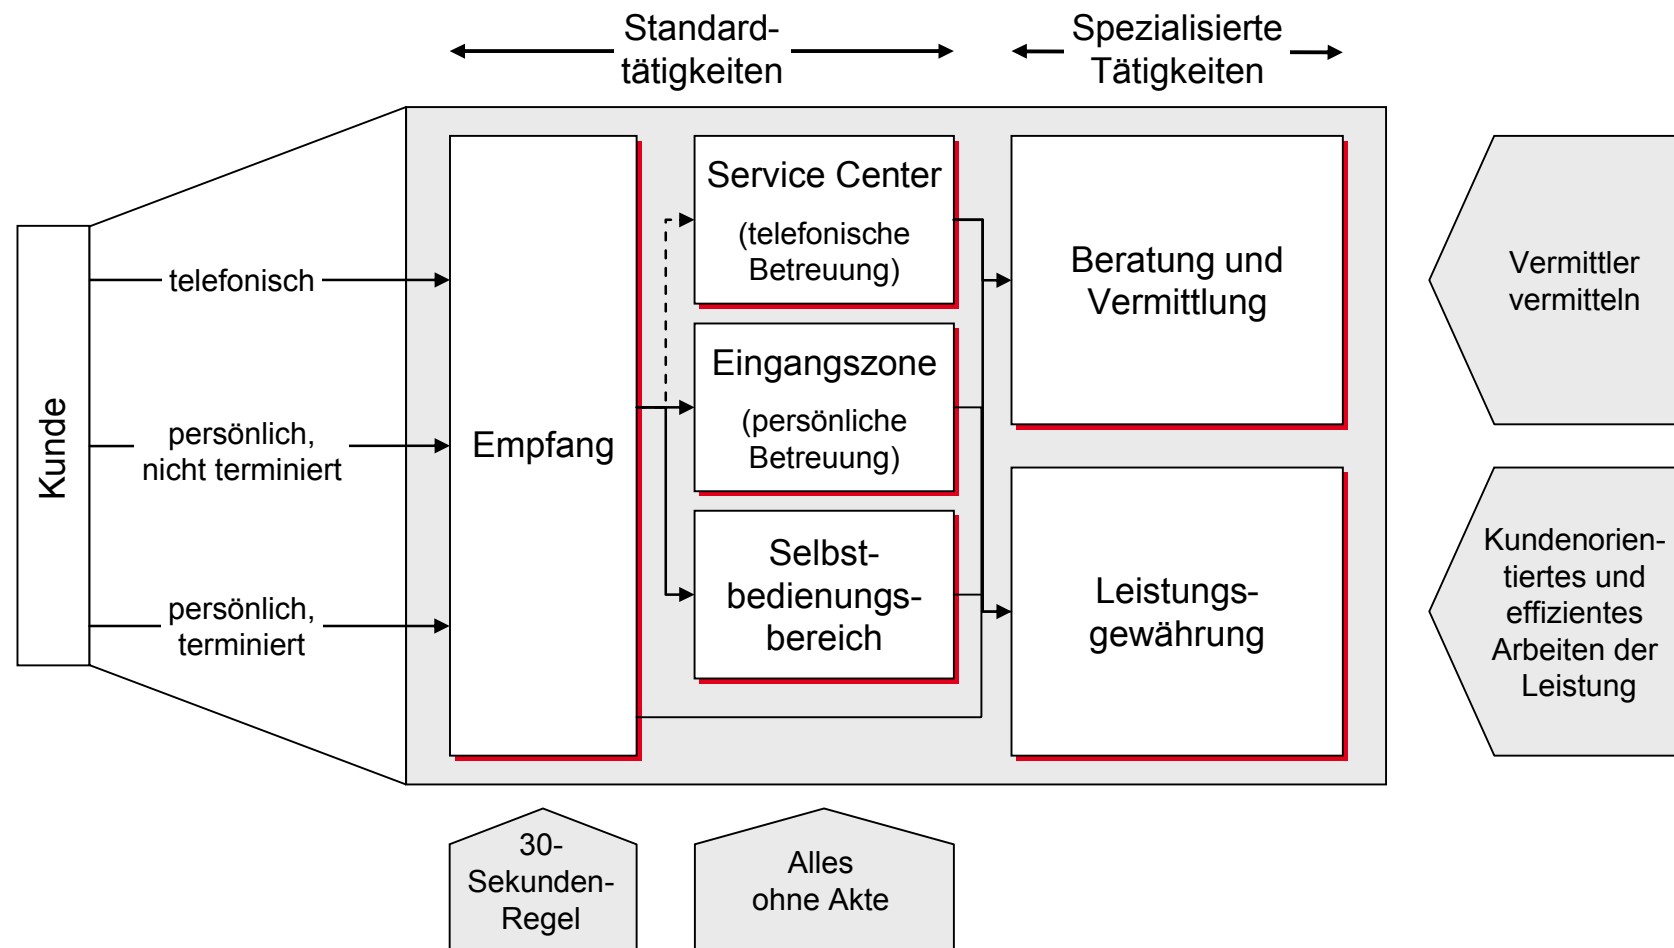 Standard-
tätigkeiten
Spezialisierte
Tätigkeiten
Kunde
telefonisch
persönlich,
nicht terminiert
persönlich,
terminiert
Empfang
Service Center
(telefonische
Betreuung)
Eingangszone
(persönliche
Betreuung)
Selbst-
bedienungs-
bereich
Beratung und
Vermittlung
Leistungs-
gewährung
Vermittler
vermitteln
Kundenorien-
tiertes und
effizientes
Arbeiten der
Leistung
30-
Sekunden-
Regel
Alles
ohne Akte